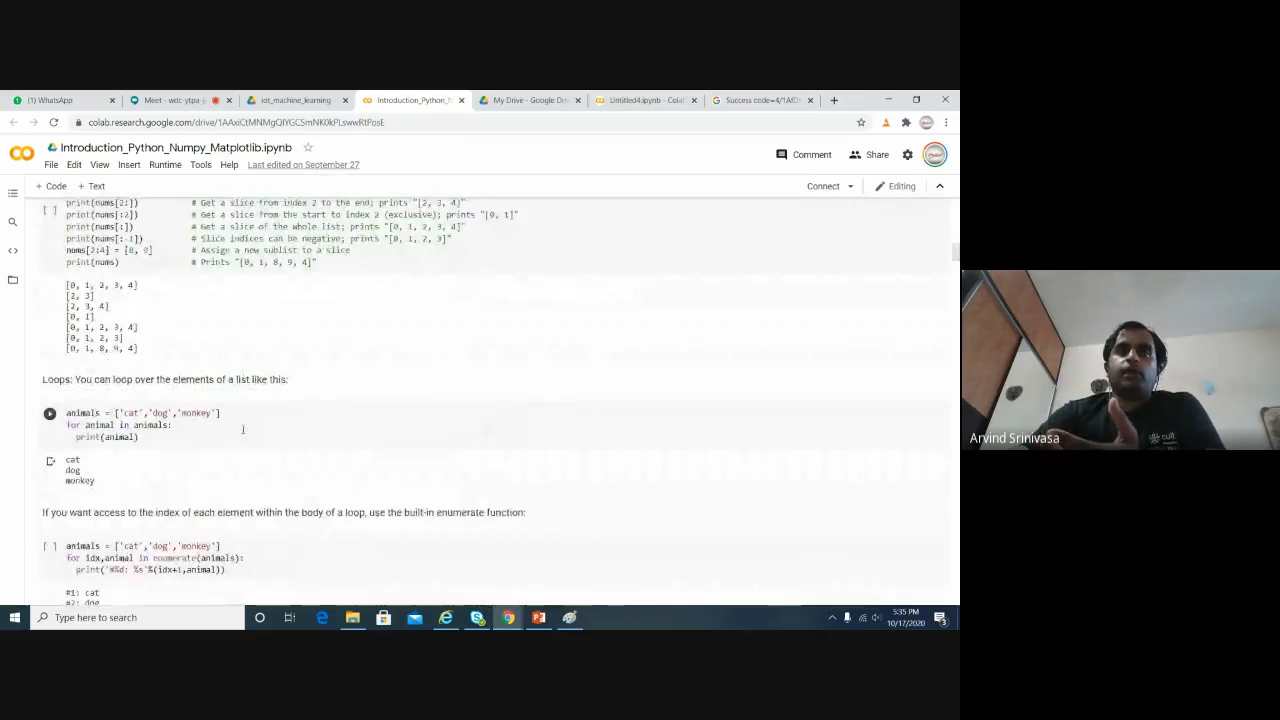 (1) WhatsApp
Meet - wdc-ytpa-j
iot_machine_learning
Introduction_Python_N
My Drive - Google Dri
Untitled4.ipynb - Cola
Success code=4/1AfD
colab.research.google.com/drive/1AAxiCtMNMgQIYGCSmNK0kPLswwRtPosE
Introduction_Python_Numpy_Matplotlib.ipynb
Comment
Share
File Edit View Insert Runtime Tools Help Last edited on September 27
+ Code + Text
Connect
Editing
print(nums[2:]) # Get a slice from index 2 to the end; prints "[2, 3, 4]"
[ ] print(nums[:2]) # Get a slice from the start to index 2 (exclusive); prints "[0, 1]"
print(nums[:]) # Get a slice of the whole list; prints "[0, 1, 2, 3, 4]"
print(nums[:-1]) # Slice indices can be negative; prints "[0, 1, 2, 3]"
nums[2:4] = [8, 9] # Assign a new sublist to a slice
print(nums) # Prints "[0, 1, 8, 9, 4]"
[0, 1, 2, 3, 4]
[2, 3]
[2, 3, 4]
[0, 1]
[0, 1, 2, 3, 4]
[0, 1, 2, 3]
[0, 1, 8, 9, 4]
Loops: You can loop over the elements of a list like this:
animals = ['cat','dog','monkey']
for animal in animals:
print(animal)
cat
dog
monkey
If you want access to the index of each element within the body of a loop, use the built-in enumerate function:
[ ] animals = ['cat','dog','monkey']
for idx,animal in enumerate(animals):
print('#%d: %s'%(idx+1,animal))
#1: cat
#2: dog
Type here to search
5:35 PM
10/17/2020
3
Arvind Srinivasa
cult